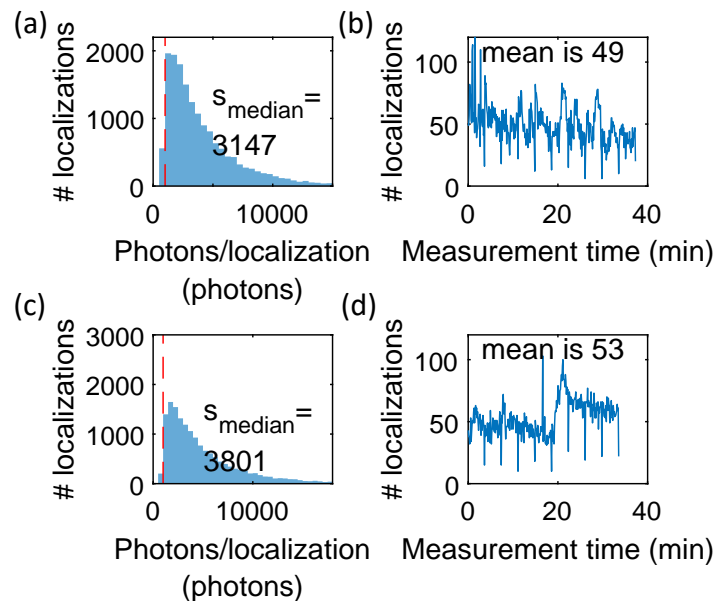 (a)
# localizations
2000
1000
0
s_median=
3147
0
10000
Photons/localization
(photons)
(b)
# localizations
100
50
0
mean is 49
0
20
40
Measurement time (min)
(c)
# localizations
3000
2000
1000
0
s_median=
3801
0
10000
Photons/localization
(photons)
(d)
# localizations
100
50
0
mean is 53
0
20
40
Measurement time (min)